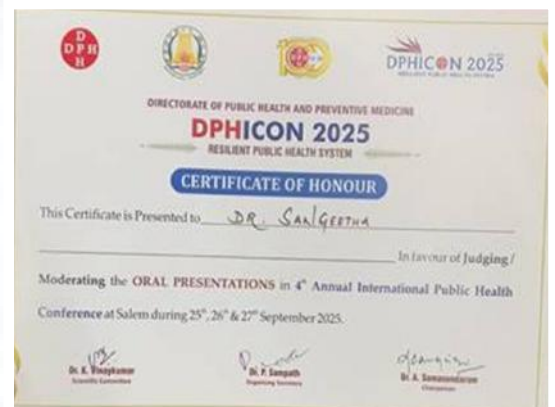 D
DPH
H
DPHICON 2025
RESILIENT PUBLIC HEALTH SYSTEM
DIRECTORATE OF PUBLIC HEALTH AND PREVENTIVE MEDICINE
DPHICON 2025
RESILIENT PUBLIC HEALTH SYSTEM
CERTIFICATE OF HONOUR
This Certificate is Presented to DR. SANGEETHA
In favour of Judging /
Moderating the ORAL PRESENTATIONS in 4th Annual International Public Health
Conference at Salem during 25th, 26th & 27th September 2025.
Dr. K. Vinaykumar
Scientific Committee
Dr. P. Sampath
Organising Secretary
Dr. A. Somasundaram
Chairperson